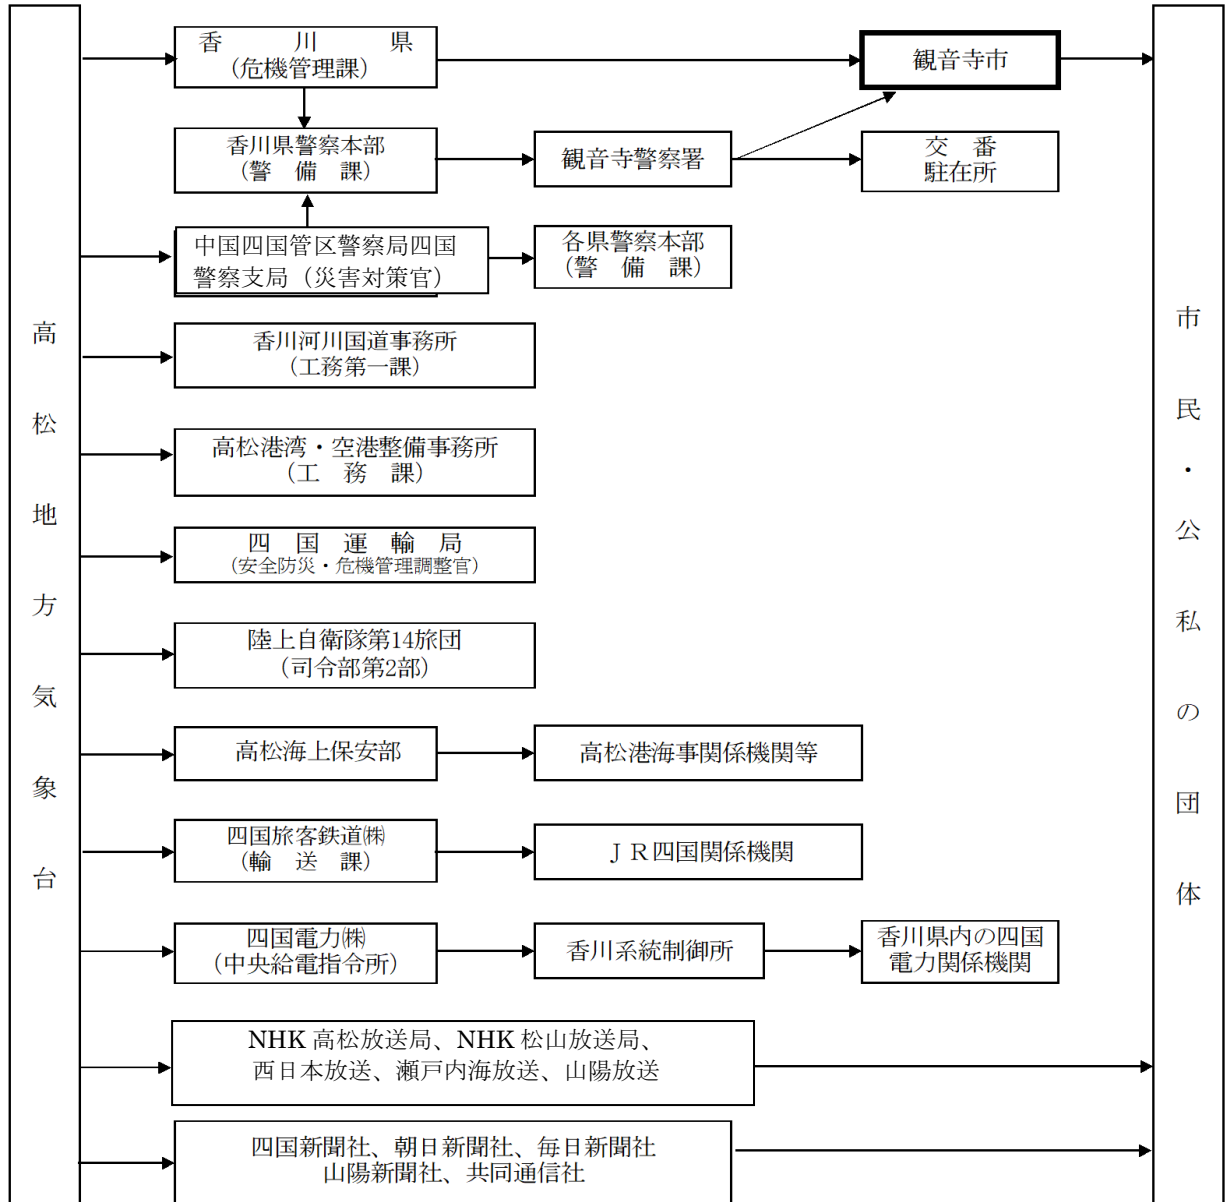 高松地方気象台
香川県
（危機管理課）
観音寺市
香川県警察本部
（警備課）
観音寺警察署
交番
駐在所
中国四国管区警察局四国
警察支局（災害対策官）
各県警察本部
（警備課）
香川河川国道事務所
（工務第一課）
高松港湾・空港整備事務所
（工務課）
四国運輸局
（安全防災・危機管理調整官）
陸上自衛隊第14旅団
（司令部第2部）
高松海上保安部
高松港海事関係機関等
四国旅客鉄道㈱
（輸送課）
ＪＲ四国関係機関
四国電力㈱
（中央給電指令所）
香川系統制御所
香川県内の四国
電力関係機関
NHK 高松放送局、NHK 松山放送局、
西日本放送、瀬戸内海放送、山陽放送
四国新聞社、朝日新聞社、毎日新聞社
山陽新聞社、共同通信社
市民・公私の団体